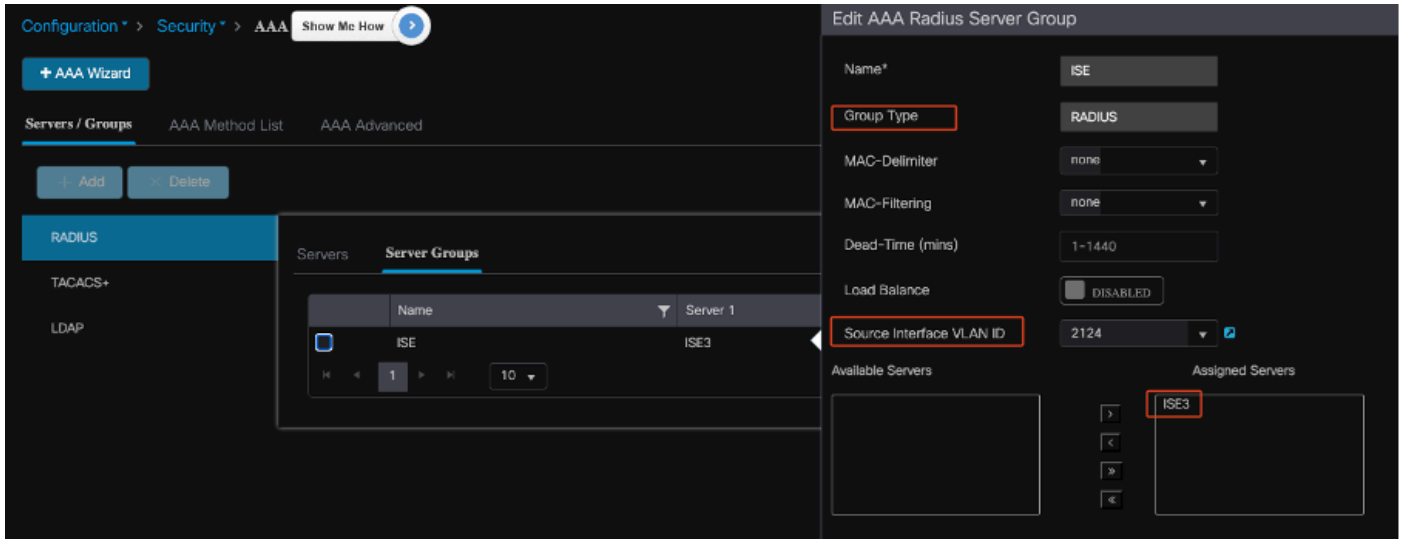 Configuration * > Security * > AAA Show Me How >
+ AAA Wizard
Servers / Groups AAA Method List AAA Advanced
+ Add × Delete
RADIUS
TACACS+
LDAP
Servers Server Groups
Name Server 1
ISE ISE3
1 10
Edit AAA Radius Server Group
Name* ISE
Group Type RADIUS
MAC-Delimiter none
MAC-Filtering none
Dead-Time (mins) 1-1440
Load Balance DISABLED
Source Interface VLAN ID 2124
Available Servers Assigned Servers
ISE3
>
<
»
«